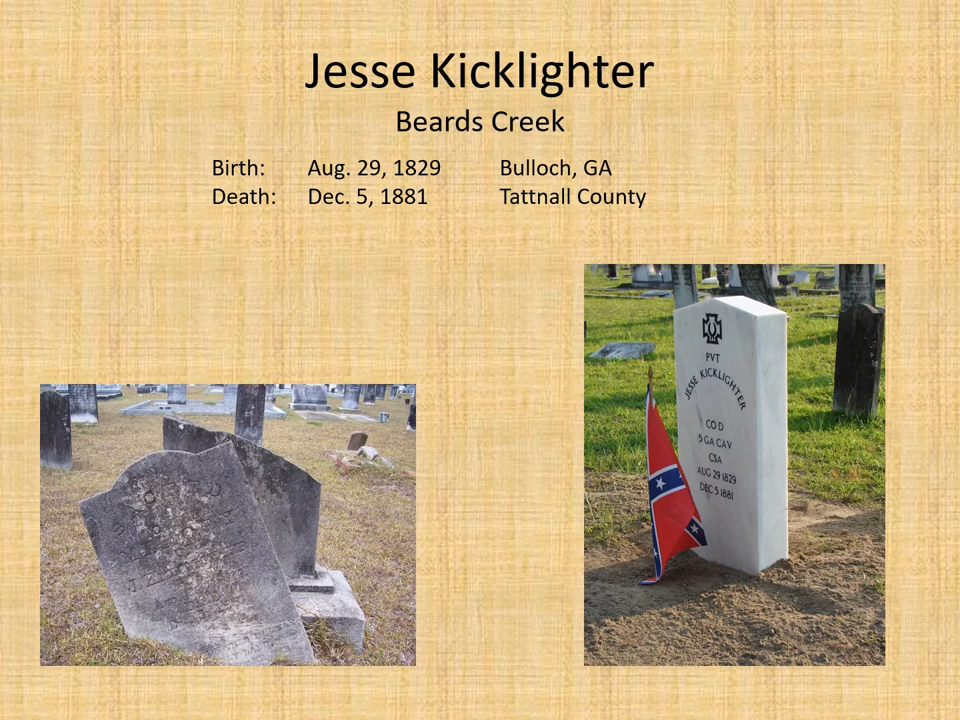 Jesse Kicklighter
Beards Creek
Birth: Aug. 29, 1829 Bulloch, GA
Death: Dec. 5, 1881 Tattnall County
PVT
JESSE KICKLIGHTER
CO D
5 GA CAV
CSA
AUG 29 1829
DEC 5 1881